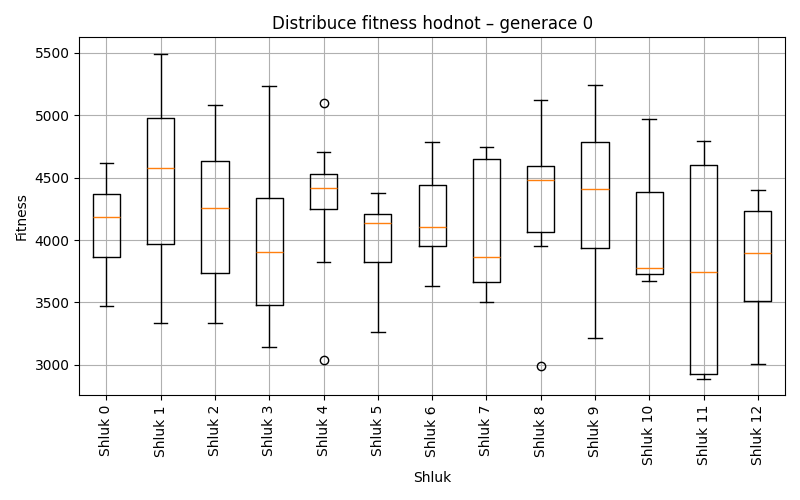 Distribuce fitness hodnot – generace 0
Fitness
5500
5000
4500
4000
3500
3000
Shluk 0
Shluk 1
Shluk 2
Shluk 3
Shluk 4
Shluk 5
Shluk 6
Shluk 7
Shluk 8
Shluk 9
Shluk 10
Shluk 11
Shluk 12
Shluk